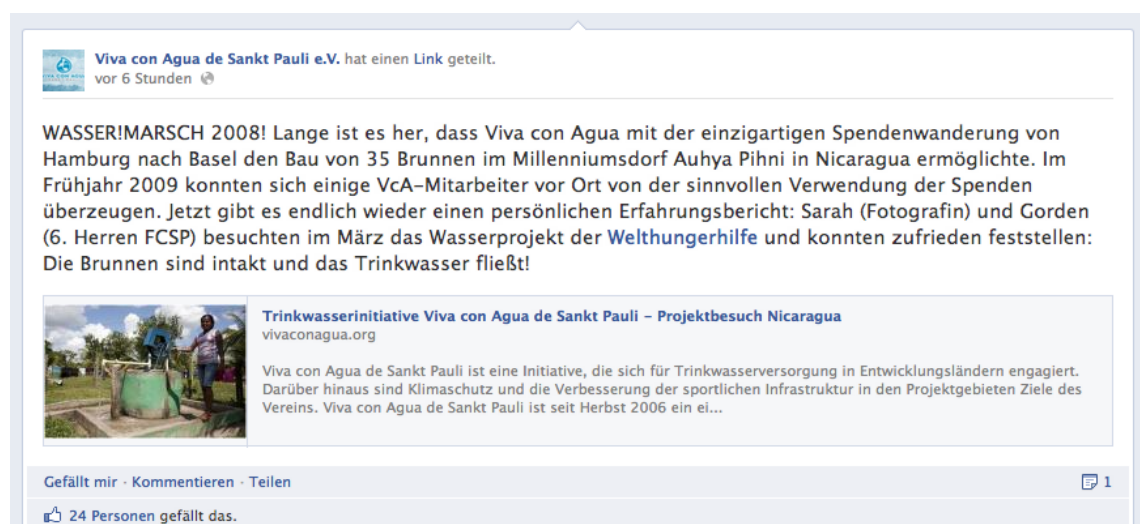 Viva con Agua de Sankt Pauli e.V. hat einen Link geteilt.
vor 6 Stunden
WASSER!MARSCH 2008! Lange ist es her, dass Viva con Agua mit der einzigartigen Spendenwanderung von
Hamburg nach Basel den Bau von 35 Brunnen im Millenniumsdorf Auhya Pihni in Nicaragua ermöglichte. Im
Frühjahr 2009 konnten sich einige VcA-Mitarbeiter vor Ort von der sinnvollen Verwendung der Spenden
überzeugen. Jetzt gibt es endlich wieder einen persönlichen Erfahrungsbericht: Sarah (Fotografin) und Gorden
(6. Herren FCSP) besuchten im März das Wasserprojekt der Welthungerhilfe und konnten zufrieden feststellen:
Die Brunnen sind intakt und das Trinkwasser fließt!
Trinkwasserinitiative Viva con Agua de Sankt Pauli – Projektbesuch Nicaragua
vivaconagua.org
Viva con Agua de Sankt Pauli ist eine Initiative, die sich für Trinkwasserversorgung in Entwicklungsländern engagiert.
Darüber hinaus sind Klimaschutz und die Verbesserung der sportlichen Infrastruktur in den Projektgebieten Ziele des
Vereins. Viva con Agua de Sankt Pauli ist seit Herbst 2006 ein ei...
Gefällt mir · Kommentieren · Teilen 1
24 Personen gefällt das.